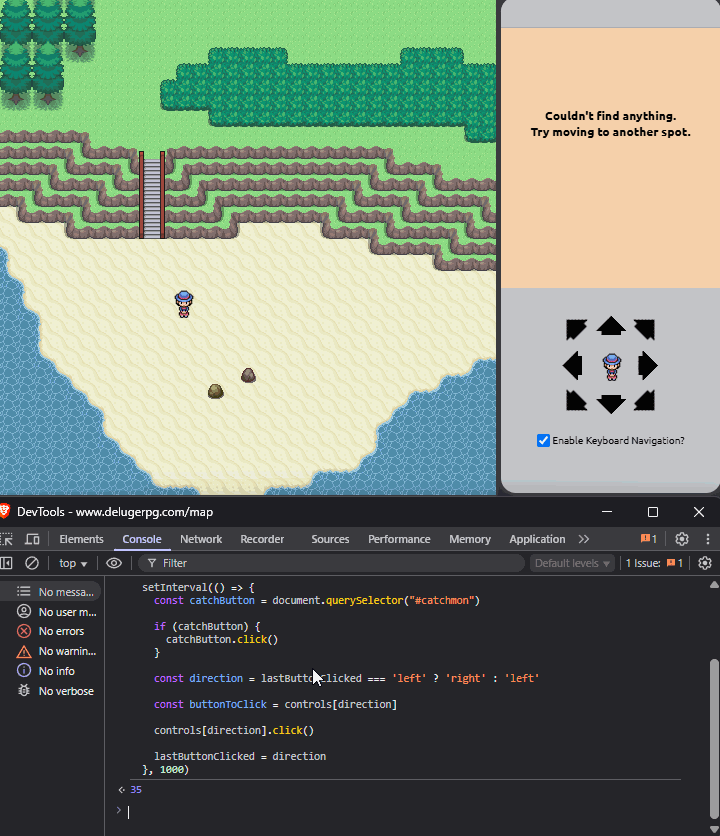 Couldn't find anything.
Try moving to another spot.
Enable Keyboard Navigation?
DevTools - www.delugerpg.com/map
Elements Console Network Recorder Sources Performance Memory Application 1
top Filter Default levels 1 Issue: 1
No messa...
No user m...
No errors
No warnin...
No info
No verbose
setInterval(() => {
const catchButton = document.querySelector("#catchmon")
if (catchButton) {
catchButton.click()
}
const direction = lastButtonClicked === 'left' ? 'right' : 'left'
const buttonToClick = controls[direction]
controls[direction].click()
lastButtonClicked = direction
}, 1000)
35